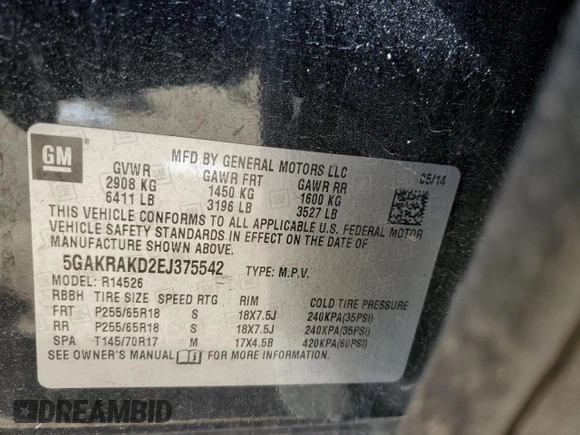 GM
MFD BY GENERAL MOTORS LLC
05/14
GVWR GAWR FRT GAWR RR
2908 KG 1450 KG 1600 KG
6411 LB 3196 LB 3527 LB
THIS VEHICLE CONFORMS TO ALL APPLICABLE U.S. FEDERAL MOTOR
VEHICLE SAFETY STANDARDS IN EFFECT ON THE DATE OF
MANUFACTURE SHOWN ABOVE.
5GAKRAKD2EJ375542 TYPE: M.P.V.
MODEL: R14526
RBBH TIRE SIZE SPEED RTG RIM COLD TIRE PRESSURE
FRT P255/65R18 S 18X7.5J 240KPA(35PSI)
RR P255/65R18 S 18X7.5J 240KPA(35PSI)
SPA T145/70R17 M 17X4.5B 420KPA(60PSI)
SEE OWNER'S MANUAL FOR MORE INFORMATION.
DREAMBID